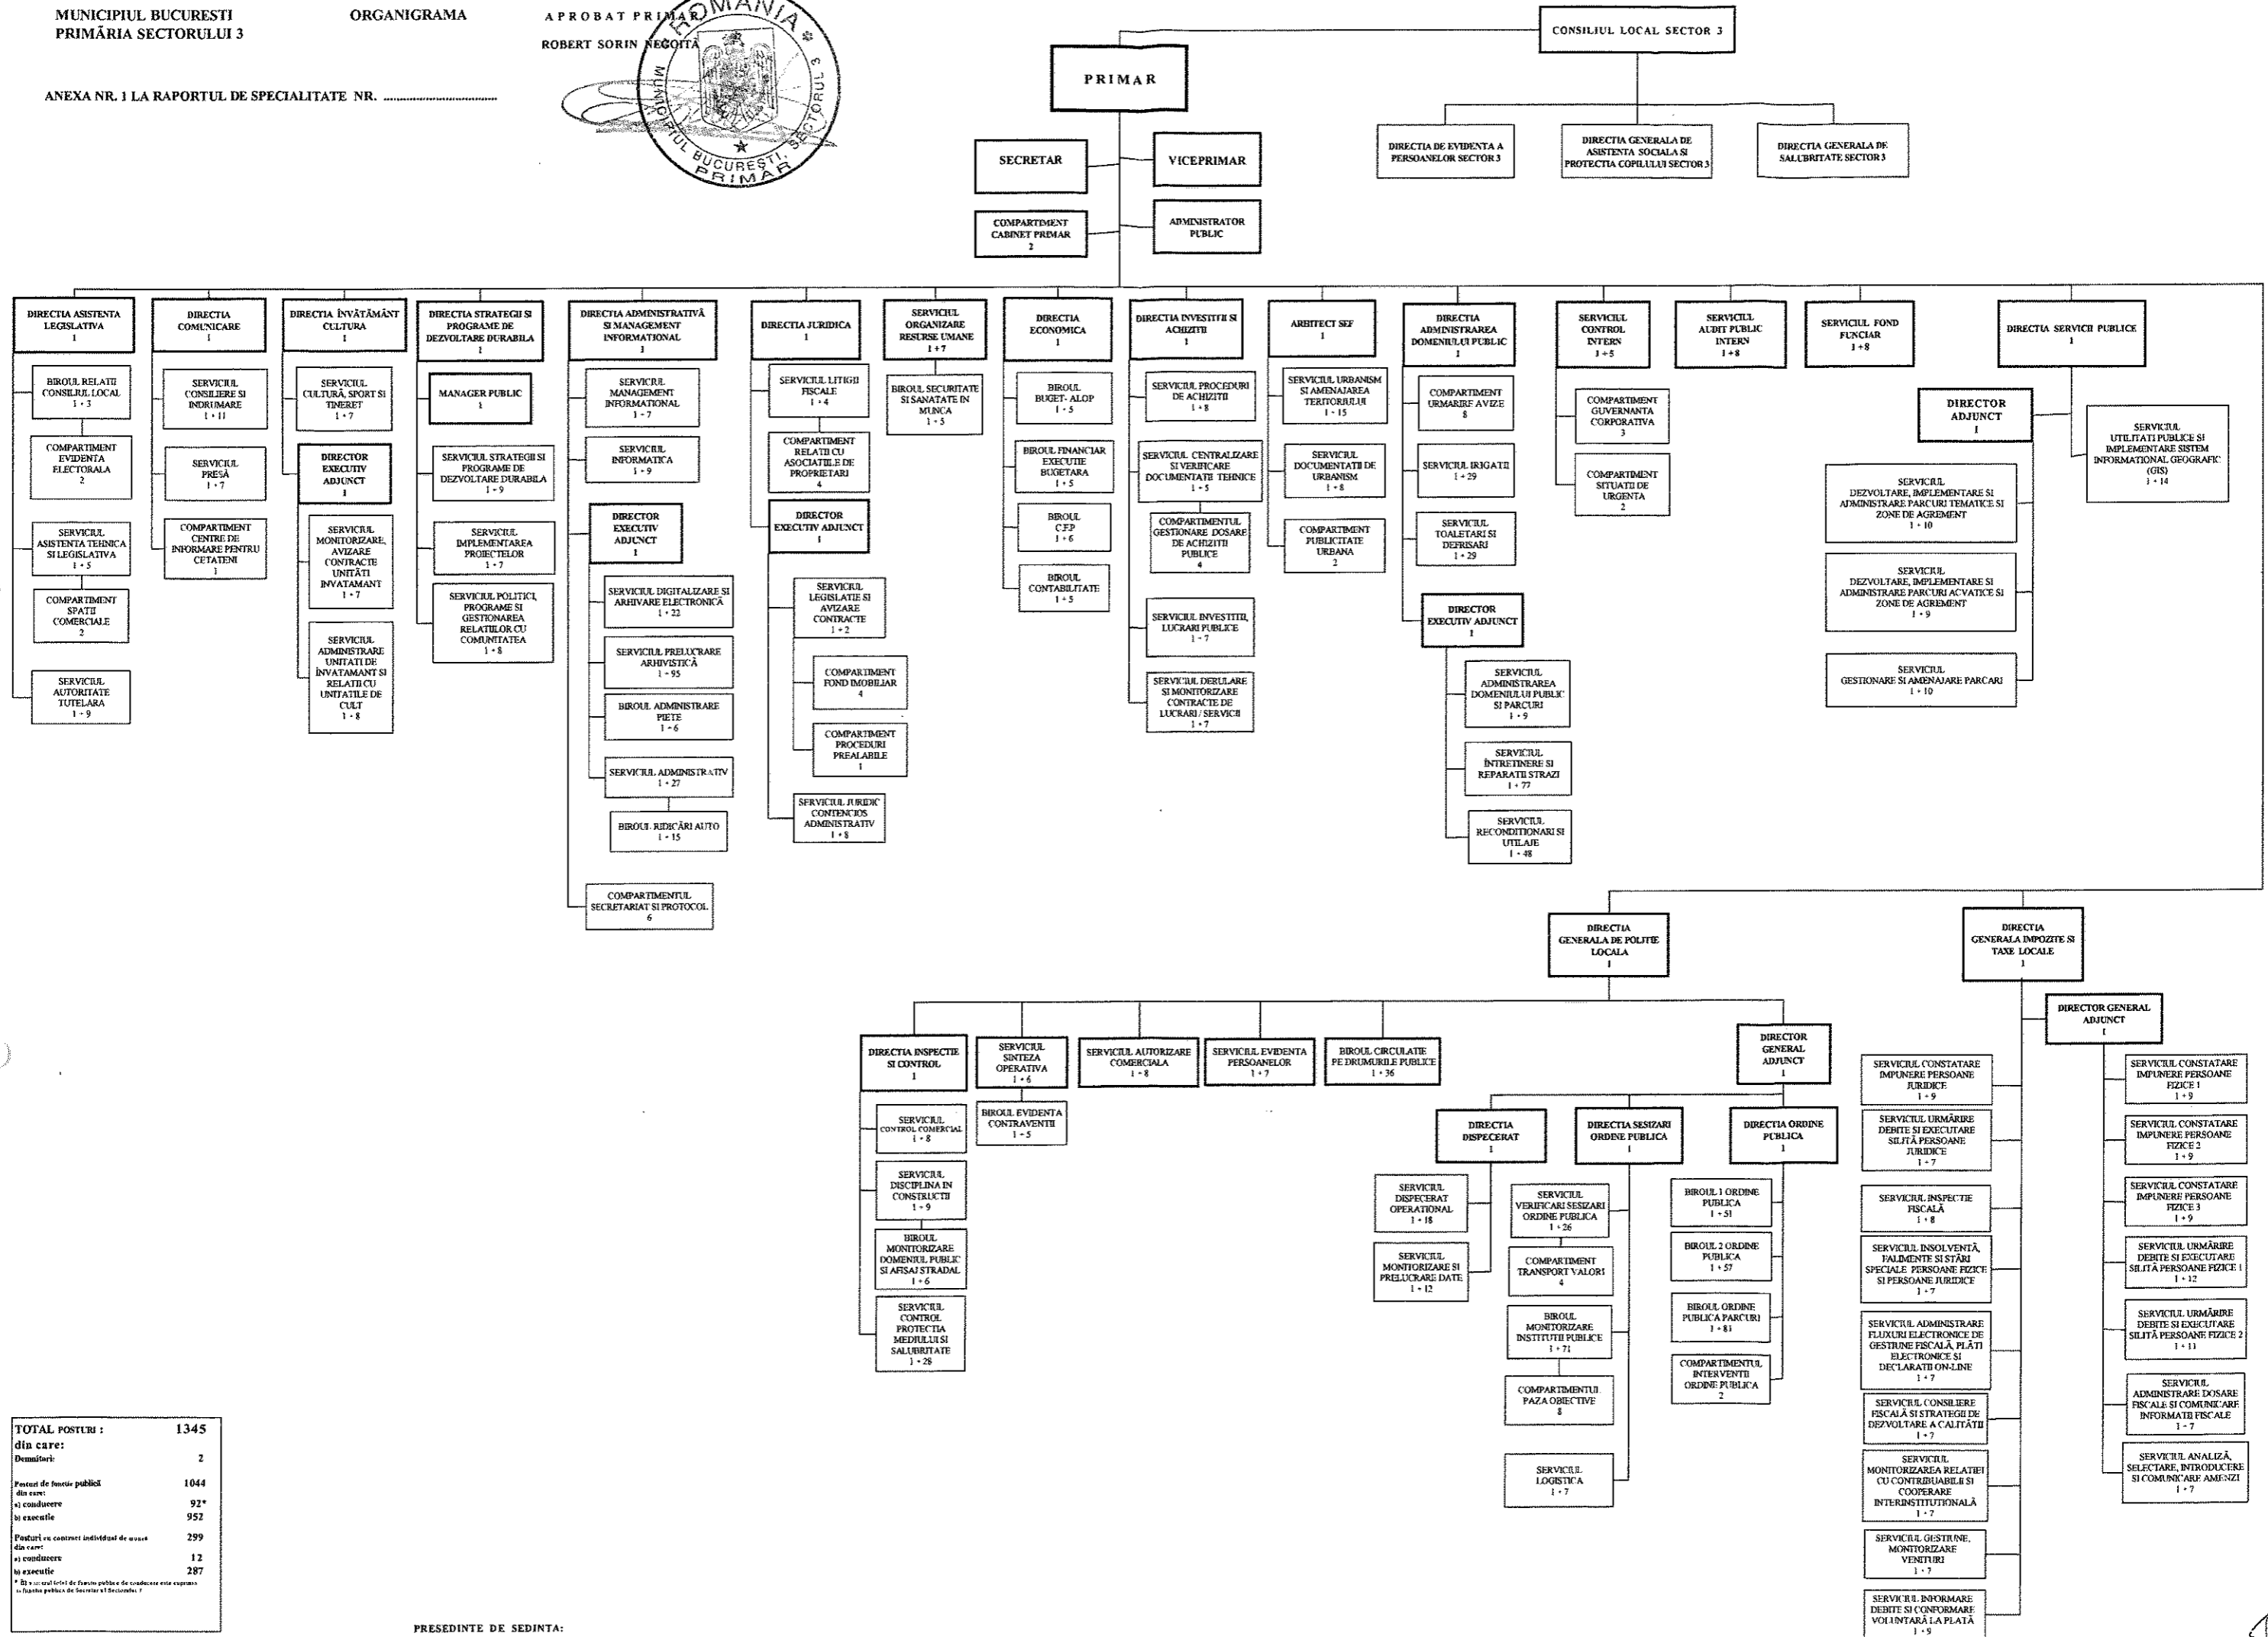 MUNICIPIUL BUCURESTI
PRIMĂRIA SECTORULUI 3
ORGANIGRAMA
APROBAT PRIMAR,
ROBERT SORIN NEGOITĂ
ROMANIA
MUNICIPIUL BUCUREȘTI, SECTORUL 3
PRIMAR
ANEXA NR. 1 LA RAPORTUL DE SPECIALITATE NR. ................................
CONSILIUL LOCAL SECTOR 3
PRIMAR
DIRECTIA DE EVIDENTA A
PERSOANELOR SECTOR 3
DIRECTIA GENERALA DE
ASISTENTA SOCIALA SI
PROTECTIA COPILULUI SECTOR 3
DIRECTIA GENERALA DE
SALUBRITATE SECTOR 3
SECRETAR
VICEPRIMAR
COMPARTIMENT
CABINET PRIMAR
2
ADMINISTRATOR
PUBLIC
DIRECTIA ASISTENTA
LEGISLATIVA
1
BIROUL RELATII
CONSILIUL LOCAL
1 + 3
COMPARTIMENT
EVIDENTA
ELECTORALA
2
SERVICIUL
ASISTENTA TEHNICA
SI LEGISLATIVA
1 + 5
COMPARTIMENT
SPATII
COMERCIALE
2
SERVICIUL
AUTORITATE
TUTELARA
1 + 9
DIRECTIA
COMUNICARE
1
SERVICIUL
CONSILIERE SI
INDRUMARE
1 + 11
SERVICIUL
PRESĂ
1 + 7
COMPARTIMENT
CENTRE DE
INFORMARE PENTRU
CETATENI
1
DIRECTIA ÎNVĂTĂMÂNT
CULTURA
1
SERVICIUL
CULTURĂ, SPORT SI
TINERET
1 + 7
DIRECTOR
EXECUTIV
ADJUNCT
1
SERVICIUL
MONITORIZARE,
AVIZARE
CONTRACTE
UNITĂTI
INVATAMANT
1 + 7
SERVICIUL
ADMINISTRARE
UNITATI DE
ÎNVATAMANT SI
RELATII CU
UNITATILE DE
CULT
1 + 8
DIRECTIA STRATEGII SI
PROGRAME DE
DEZVOLTARE DURABILA
1
MANAGER PUBLIC
1
SERVICIUL STRATEGII SI
PROGRAME DE
DEZVOLTARE DURABILA
1 + 9
SERVICIUL
IMPLEMENTAREA
PROIECTELOR
1 + 7
SERVICIUL POLITICI,
PROGRAME SI
GESTIONAREA
RELATIILOR CU
COMUNITATEA
1 + 8
DIRECTIA ADMINISTRATIVĂ
SI MANAGEMENT
INFORMATIONAL
1
SERVICIUL
MANAGEMENT
INFORMATIONAL
1 + 7
SERVICIUL
INFORMATICA
1 + 9
DIRECTOR
EXECUTIV
ADJUNCT
1
SERVICIUL DIGITALIZARE SI
ARHIVARE ELECTRONICĂ
1 + 22
SERVICIUL PRELUCRARE
ARHIVISTICĂ
1 + 95
BIROUL ADMINISTRARE
PIETE
1 + 6
SERVICIUL ADMINISTRATIV
1 + 27
BIROUL RIDICĂRI AUTO
1 + 15
COMPARTIMENTUL
SECRETARIAT SI PROTOCOL
6
DIRECTIA JURIDICA
1
SERVICIUL LITIGII
FISCALE
1 + 4
COMPARTIMENT
RELATII CU
ASOCIATIILE DE
PROPRIETARI
4
DIRECTOR
EXECUTIV ADJUNCT
1
SERVICIUL
LEGISLATIE SI
AVIZARE
CONTRACTE
1 + 2
COMPARTIMENT
FOND IMOBILIAR
4
COMPARTIMENT
PROCEDURI
PREALABILE
1
SERVICIUL JURIDIC
CONTENCIOS
ADMINISTRATIV
1 + 8
SERVICIUL
ORGANIZARE
RESURSE UMANE
1 + 7
BIROUL SECURITATE
SI SANATATE IN
MUNCA
1 + 5
DIRECTIA
ECONOMICA
1
BIROUL
BUGET- ALOP
1 + 5
BIROUL FINANCIAR
EXECUTIE
BUGETARA
1 + 5
BIROUL
C.F.P
1 + 6
BIROUL
CONTABILITATE
1 + 5
DIRECTIA INVESTITII SI
ACHIZITII
1
SERVICIUL PROCEDURI
DE ACHIZITII
1 + 8
SERVICIUL CENTRALIZARE
SI VERIFICARE
DOCUMENTATII TEHNICE
1 + 5
COMPARTIMENTUL
GESTIONARE DOSARE
DE ACHIZITII
PUBLICE
4
SERVICIUL INVESTITII,
LUCRARI PUBLICE
1 + 7
SERVICIUL DERULARE
SI MONITORIZARE
CONTRACTE DE
LUCRARI / SERVICII
1 + 7
ARHITECT SEF
1
SERVICIUL URBANISM
SI AMENAJAREA
TERITORIULUI
1 + 15
SERVICIUL
DOCUMENTATII DE
URBANISM
1 + 8
COMPARTIMENT
PUBLICITATE
URBANA
2
DIRECTIA
ADMINISTRAREA
DOMENIULUI PUBLIC
1
COMPARTIMENT
URMARIRE AVIZE
8
SERVICIUL IRIGATII
1 + 29
SERVICIUL
TOALETARI SI
DEFRISARI
1 + 29
DIRECTOR
EXECUTIV ADJUNCT
1
SERVICIUL
ADMINISTRAREA
DOMENIULUI PUBLIC
SI PARCURI
1 + 9
SERVICIUL
ÎNTRETINERE SI
REPARATII STRAZI
1 + 77
SERVICIUL
RECONDITIONARI SI
UTILAJE
1 + 48
SERVICIUL
CONTROL
INTERN
1 + 5
COMPARTIMENT
GUVERNANTA
CORPORATIVA
3
COMPARTIMENT
SITUATII DE
URGENTA
2
SERVICIUL
AUDIT PUBLIC
INTERN
1 + 8
SERVICIUL FOND
FUNCIAR
1 + 8
DIRECTIA SERVICII PUBLICE
1
DIRECTOR
ADJUNCT
1
SERVICIUL
UTILITATI PUBLICE SI
IMPLEMENTARE SISTEM
INFORMATIONAL GEOGRAFIC
(GIS)
1 + 14
SERVICIUL
DEZVOLTARE, IMPLEMENTARE SI
ADMINISTRARE PARCURI TEMATICE SI
ZONE DE AGREMENT
1 + 10
SERVICIUL
DEZVOLTARE, IMPLEMENTARE SI
ADMINISTRARE PARCURI ACVATICE SI
ZONE DE AGREMENT
1 + 9
SERVICIUL
GESTIONARE SI AMENAJARE PARCARI
1 + 10
DIRECTIA
GENERALA DE POLITIE
LOCALA
1
DIRECTIA INSPECTIE
SI CONTROL
1
SERVICIUL
CONTROL COMERCIAL
1 + 8
SERVICIUL
DISCIPLINA IN
CONSTRUCTII
1 + 9
BIROUL
MONITORIZARE
DOMENIUL PUBLIC
SI AFISAJ STRADAL
1 + 6
SERVICIUL
CONTROL
PROTECTIA
MEDIULUI SI
SALUBRITATE
1 + 28
SERVICIUL
SINTEZA
OPERATIVA
1 + 6
BIROUL EVIDENTA
CONTRAVENTII
1 + 5
SERVICIUL AUTORIZARE
COMERCIALA
1 + 8
SERVICIUL EVIDENTA
PERSOANELOR
1 + 7
BIROUL CIRCULATIE
PE DRUMURILE PUBLICE
1 + 36
DIRECTOR
GENERAL
ADJUNCT
1
DIRECTIA
DISPECERAT
1
SERVICIUL
DISPECERAT
OPERATIONAL
1 + 18
SERVICIUL
MONITORIZARE SI
PRELUCRARE DATE
1 + 12
DIRECTIA SESIZARI
ORDINE PUBLICA
1
SERVICIUL
VERIFICARI SESIZARI
ORDINE PUBLICA
1 + 26
COMPARTIMENT
TRANSPORT VALORI
4
BIROUL
MONITORIZARE
INSTITUTII PUBLICE
1 + 71
COMPARTIMENTUL
PAZA OBIECTIVE
8
SERVICIUL
LOGISTICA
1 + 7
DIRECTIA ORDINE
PUBLICA
1
BIROUL 1 ORDINE
PUBLICA
1 + 51
BIROUL 2 ORDINE
PUBLICA
1 + 57
BIROUL ORDINE
PUBLICA PARCURI
1 + 81
COMPARTIMENTUL
INTERVENTII
ORDINE PUBLICA
2
DIRECTIA
GENERALA IMPOZITE SI
TAXE LOCALE
1
DIRECTOR GENERAL
ADJUNCT
1
SERVICIUL CONSTATARE
IMPUNERE PERSOANE
JURIDICE
1 + 9
SERVICIUL URMĂRIRE
DEBITE SI EXECUTARE
SILITĂ PERSOANE
JURIDICE
1 + 7
SERVICIUL INSPECTIE
FISCALĂ
1 + 8
SERVICIUL INSOLVENTĂ,
FALIMENTE SI STĂRI
SPECIALE PERSOANE FIZICE
SI PERSOANE JURIDICE
1 + 7
SERVICIUL ADMINISTRARE
FLUXURI ELECTRONICE DE
GESTIUNE FISCALĂ, PLĂTI
ELECTRONICE SI
DECLARATII ON-LINE
1 + 7
SERVICIUL CONSILIERE
FISCALĂ SI STRATEGII DE
DEZVOLTARE A CALITĂTII
1 + 7
SERVICIUL
MONITORIZAREA RELATIEI
CU CONTRIBUABILII SI
COOPERARE
INTERINSTITUTIONALĂ
1 + 7
SERVICIUL GESTIUNE,
MONITORIZARE
VENITURI
1 + 7
SERVICIUL INFORMARE
DEBITE SI CONFORMARE
VOLUNTARĂ LA PLATĂ
1 + 9
SERVICIUL CONSTATARE
IMPUNERE PERSOANE
FIZICE 1
1 + 9
SERVICIUL CONSTATARE
IMPUNERE PERSOANE
FIZICE 2
1 + 9
SERVICIUL CONSTATARE
IMPUNERE PERSOANE
FIZICE 3
1 + 9
SERVICIUL URMĂRIRE
DEBITE SI EXECUTARE
SILITĂ PERSOANE FIZICE 1
1 + 12
SERVICIUL URMĂRIRE
DEBITE SI EXECUTARE
SILITĂ PERSOANE FIZICE 2
1 + 11
SERVICIUL
ADMINISTRARE DOSARE
FISCALE SI COMUNICARE
INFORMATII FISCALE
1 + 7
SERVICIUL ANALIZĂ,
SELECTARE, INTRODUCERE
SI COMUNICARE AMENZI
1 + 7
TOTAL POSTURI : 1345
din care:
Demnitari: 2
Posturi de functie publică 1044
din care:
a) conducere 92*
b) executie 952
Posturi cu contract individual de munca 299
din care:
a) conducere 12
b) executie 287
PRESEDINTE DE SEDINTA: